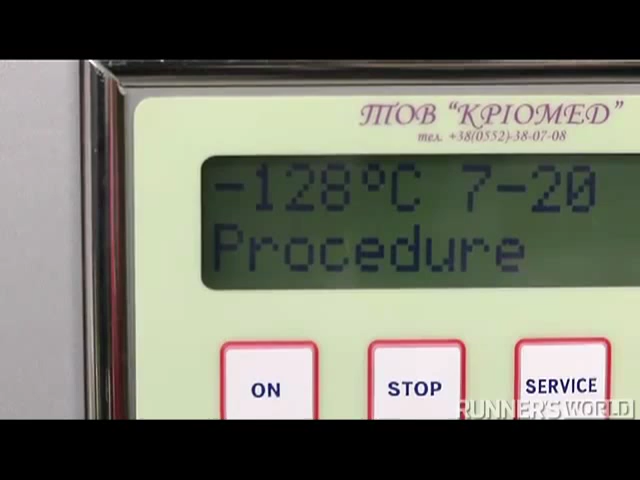 ТОВ "КРІОМЕД"
тел. +38(0552)-38-07-08
-128°C 7-20
Procedure
ON STOP SERVICE
RUNNER'S WORLD